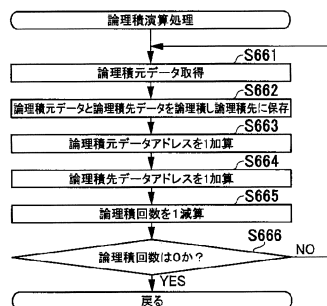 論理積演算処理
S661
論理積元データ取得
S662
論理積元データと論理積先データを論理積し論理積先に保存
S663
論理積元データアドレスを1加算
S664
論理積先データアドレスを1加算
S665
論理積回数を1減算
S666
論理積回数は0か?
NO
YES
戻る